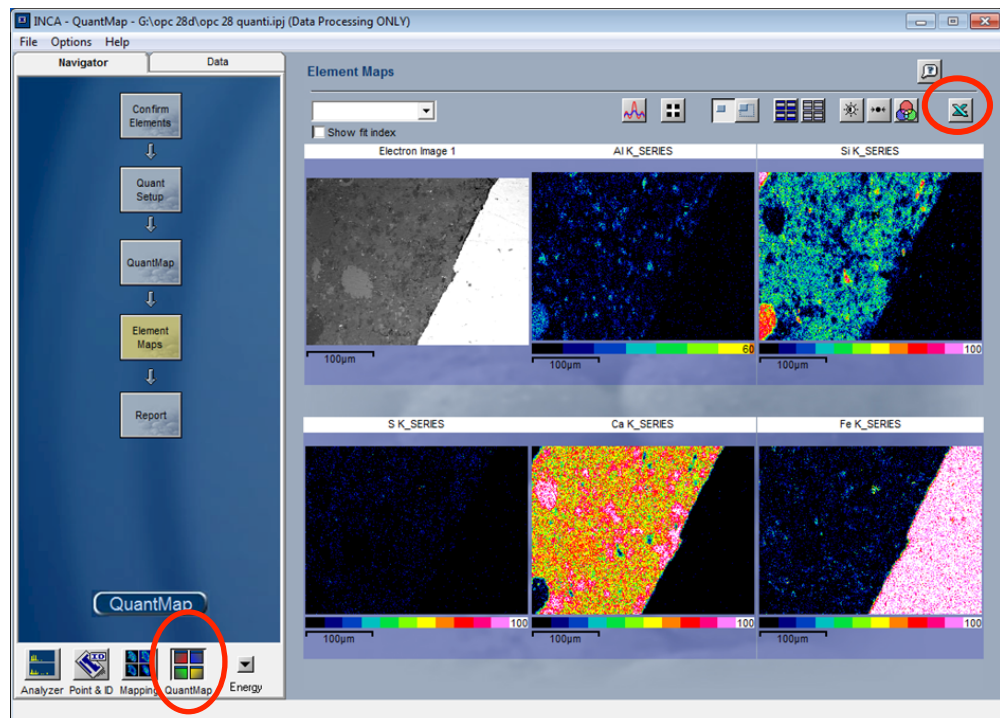 INCA - QuantMap - G:\opc 28d\opc 28 quanti.ipj (Data Processing ONLY)
File Options Help
Navigator Data
Confirm
Elements
Quant
Setup
QuantMap
Element
Maps
Report
QuantMap
Analyzer Point & ID Mapping QuantMap Energy
Element Maps
Show fit index
Electron Image 1 Al K_SERIES Si K_SERIES
60 100
100µm 100µm 100µm
S K_SERIES Ca K_SERIES Fe K_SERIES
100 100 100
100µm 100µm 100µm